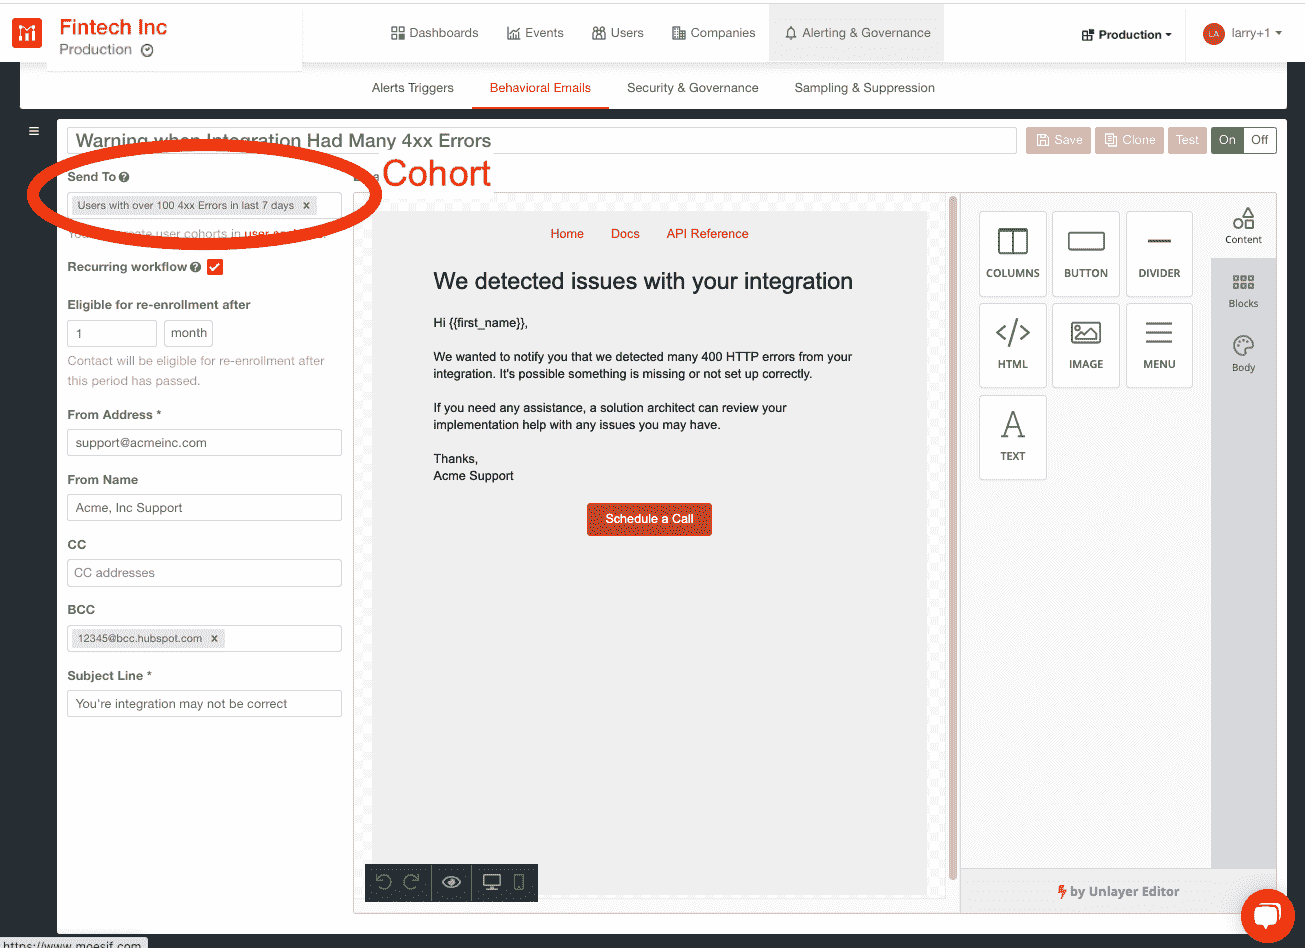 Fintech Inc
Production
Dashboards
Events
Users
Companies
Alerting & Governance
Production
LA
larry+1
Alerts Triggers
Behavioral Emails
Security & Governance
Sampling & Suppression
Warning when Integration Had Many 4xx Errors
Save
Clone
Test
On
Off
Send To
Cohort
Users with over 100 4xx Errors in last 7 days ×
user cohorts in
Recurring workflow
Eligible for re-enrollment after
1
month
Contact will be eligible for re-enrollment after
this period has passed.
From Address *
support@acmeinc.com
From Name
Acme, Inc Support
CC
CC addresses
BCC
12345@bcc.hubspot.com ×
Subject Line *
You're integration may not be correct
Home
Docs
API Reference
We detected issues with your integration
Hi {{first_name}},
We wanted to notify you that we detected many 400 HTTP errors from your
integration. It's possible something is missing or not set up correctly.
If you need any assistance, a solution architect can review your
implementation help with any issues you may have.
Thanks,
Acme Support
Schedule a Call
COLUMNS
BUTTON
DIVIDER
HTML
IMAGE
MENU
TEXT
Content
Blocks
Body
by Unlayer Editor
https://www.moesif.com